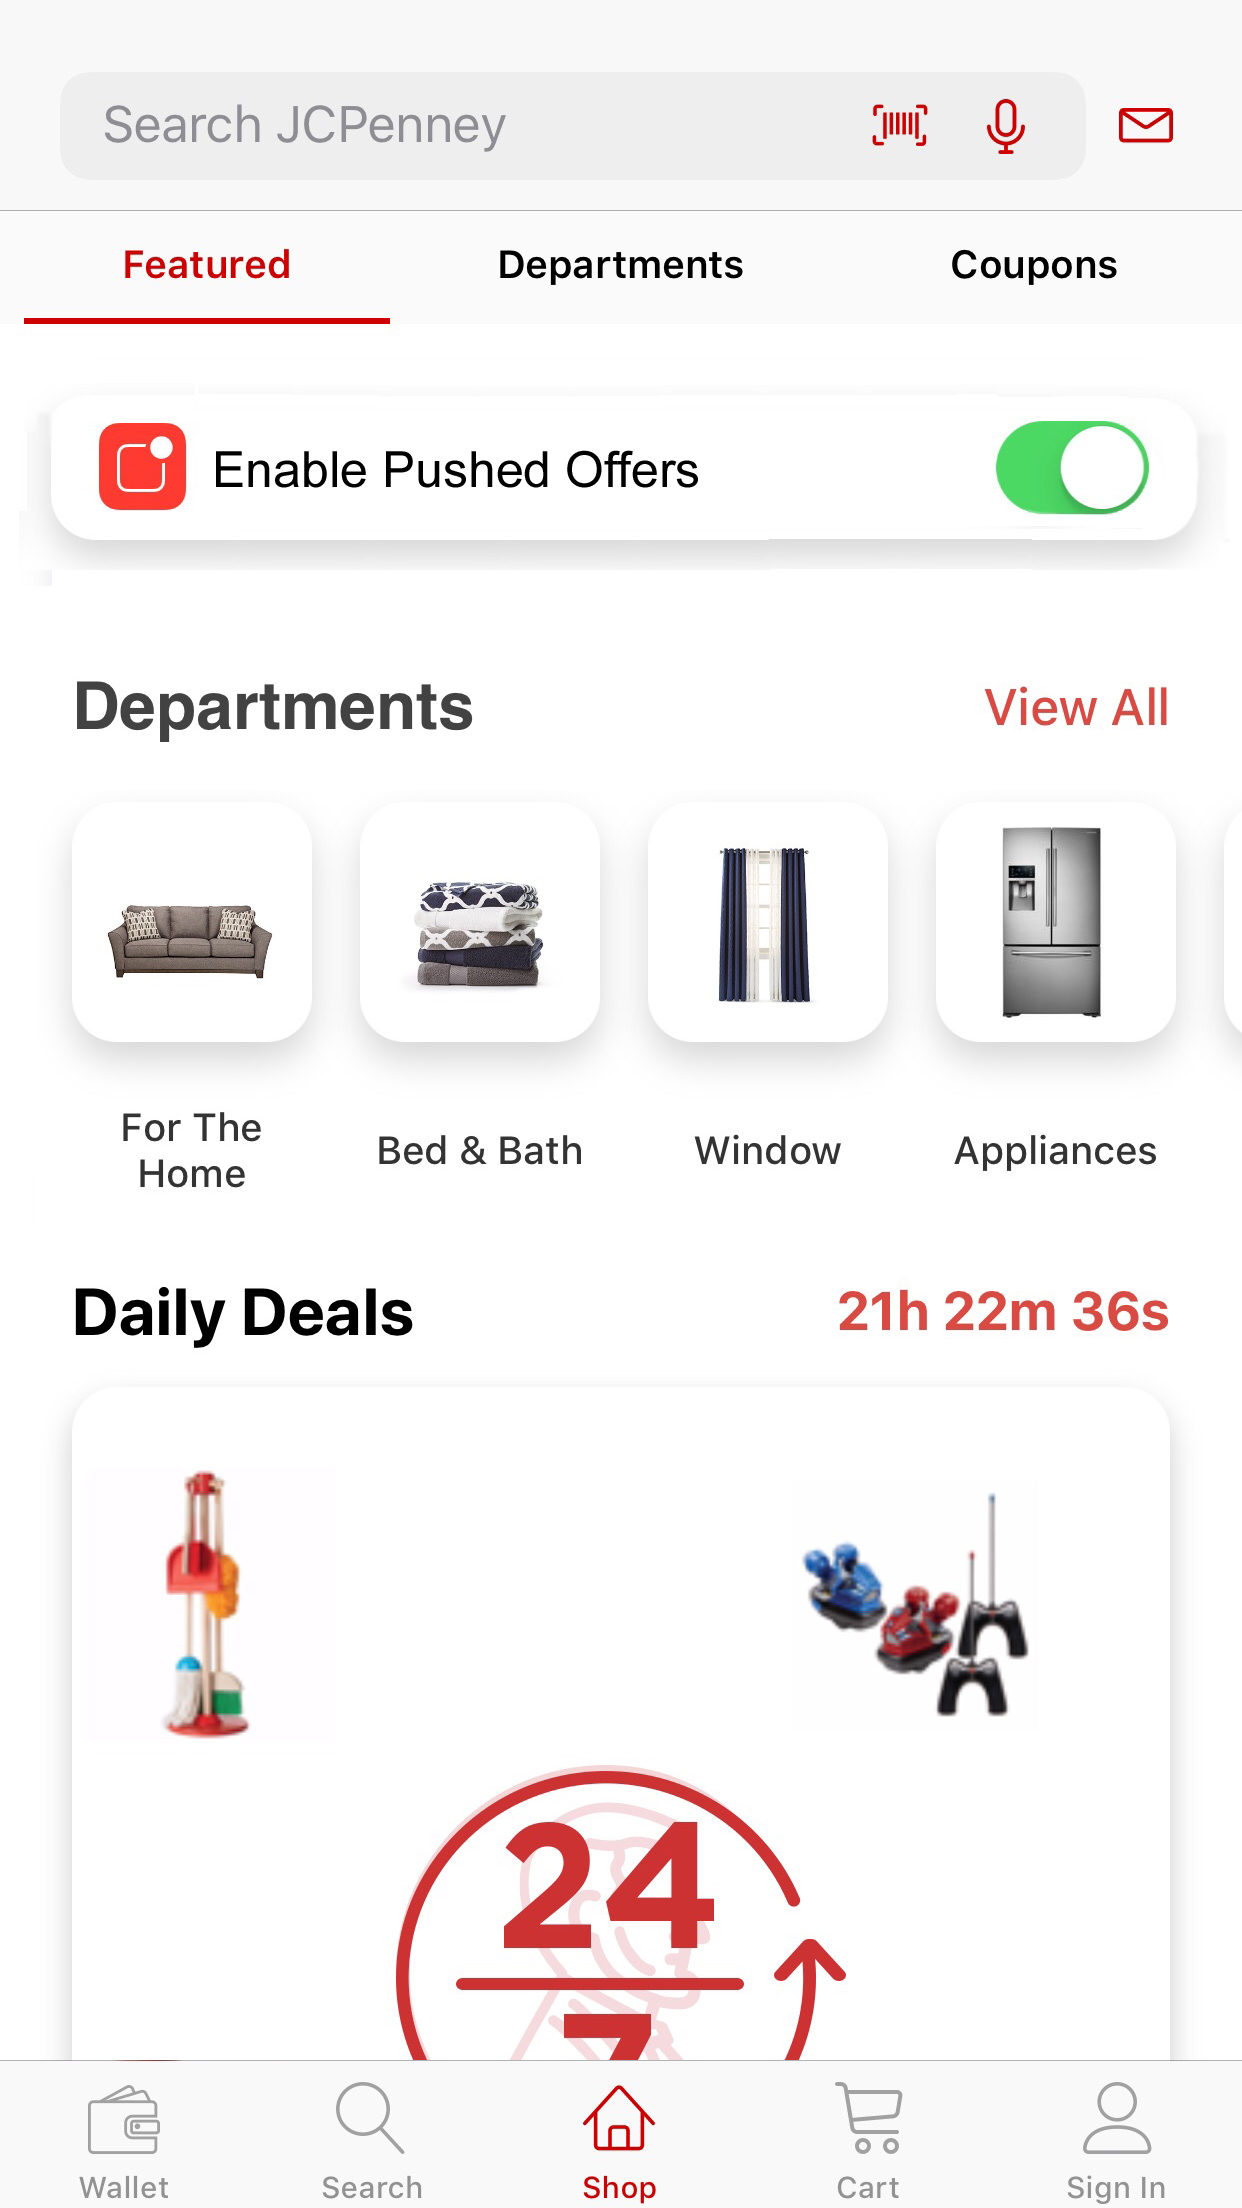 Search JCPenney
Featured
Departments
Coupons
Enable Pushed Offers
Departments
View All
For The
Home
Bed & Bath
Window
Appliances
Daily Deals
21h 22m 36s
24
7
Wallet
Search
Shop
Cart
Sign In